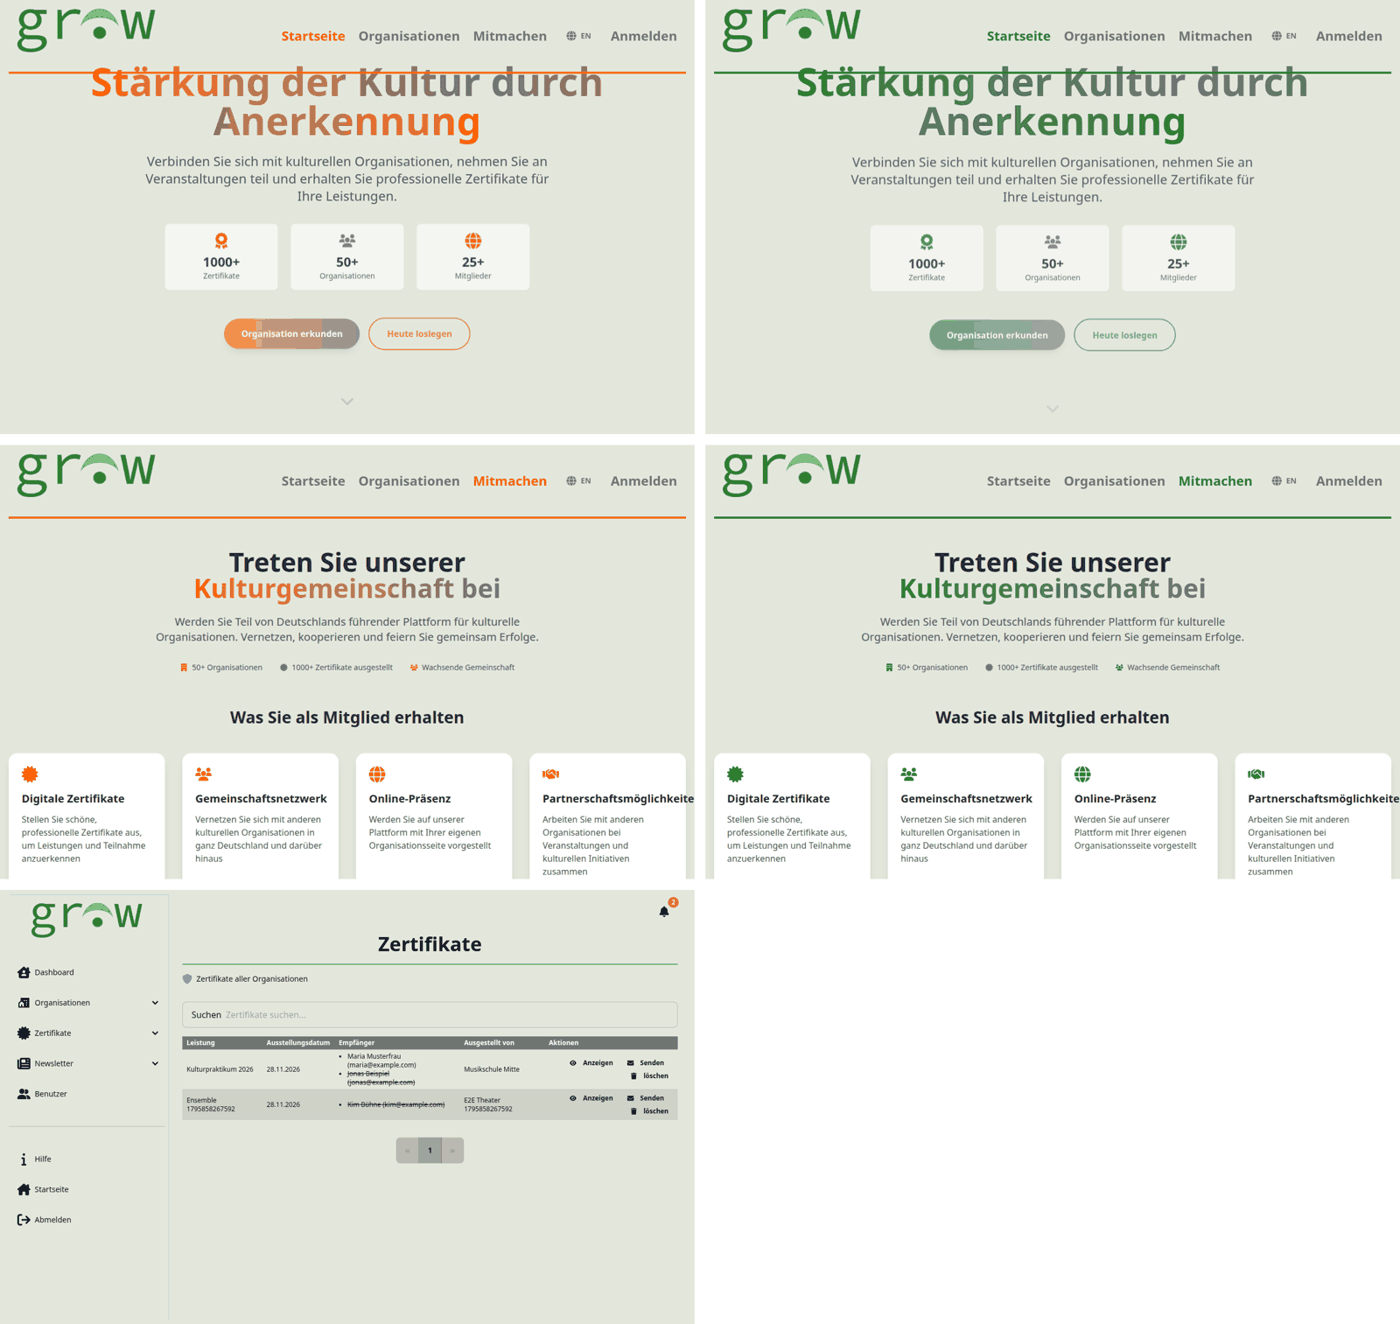 grow
Startseite Organisationen Mitmachen EN Anmelden
Stärkung der Kultur durch
Anerkennung
Verbinden Sie sich mit kulturellen Organisationen, nehmen Sie an
Veranstaltungen teil und erhalten Sie professionelle Zertifikate für
Ihre Leistungen.
1000+ 50+ 25+
Zertifikate Organisationen Mitglieder
Organisation erkunden Heute loslegen
grow
Startseite Organisationen Mitmachen EN Anmelden
Stärkung der Kultur durch
Anerkennung
Verbinden Sie sich mit kulturellen Organisationen, nehmen Sie an
Veranstaltungen teil und erhalten Sie professionelle Zertifikate für
Ihre Leistungen.
1000+ 50+ 25+
Zertifikate Organisationen Mitglieder
Organisation erkunden Heute loslegen
grow
Startseite Organisationen Mitmachen EN Anmelden
Treten Sie unserer
Kulturgemeinschaft bei
Werden Sie Teil von Deutschlands führender Plattform für kulturelle
Organisationen. Vernetzen, kooperieren und feiern Sie gemeinsam Erfolge.
50+ Organisationen 1000+ Zertifikate ausgestellt Wachsende Gemeinschaft
Was Sie als Mitglied erhalten
Digitale Zertifikate
Stellen Sie schöne,
professionelle Zertifikate aus,
um Leistungen und Teilnahme
anzuerkennen
Gemeinschaftsnetzwerk
Vernetzen Sie sich mit anderen
kulturellen Organisationen in
ganz Deutschland und darüber
hinaus
Online-Präsenz
Werden Sie auf unserer
Plattform mit Ihrer eigenen
Organisationsseite vorgestellt
Partnerschaftsmöglichkeite
Arbeiten Sie mit anderen
Organisationen bei
Veranstaltungen und
kulturellen Initiativen
zusammen
grow
Startseite Organisationen Mitmachen EN Anmelden
Treten Sie unserer
Kulturgemeinschaft bei
Werden Sie Teil von Deutschlands führender Plattform für kulturelle
Organisationen. Vernetzen, kooperieren und feiern Sie gemeinsam Erfolge.
50+ Organisationen 1000+ Zertifikate ausgestellt Wachsende Gemeinschaft
Was Sie als Mitglied erhalten
Digitale Zertifikate
Stellen Sie schöne,
professionelle Zertifikate aus,
um Leistungen und Teilnahme
anzuerkennen
Gemeinschaftsnetzwerk
Vernetzen Sie sich mit anderen
kulturellen Organisationen in
ganz Deutschland und darüber
hinaus
Online-Präsenz
Werden Sie auf unserer
Plattform mit Ihrer eigenen
Organisationsseite vorgestellt
Partnerschaftsmöglichkeite
Arbeiten Sie mit anderen
Organisationen bei
Veranstaltungen und
kulturellen Initiativen
zusammen
grow
Dashboard
Organisationen
Zertifikate
Newsletter
Benutzer
Hilfe
Startseite
Abmelden
2
Zertifikate
Zertifikate aller Organisationen
Suchen Zertifikate suchen...
Leistung Ausstellungsdatum Empfänger Ausgestellt von Aktionen
Kulturpraktikum 2026
28.11.2026
Maria Musterfrau
(maria@example.com)
Jonas Beispiel
(jonas@example.com)
Musikschule Mitte
Anzeigen Senden
löschen
Ensemble
1795858267592
28.11.2026
Kim Bühne (kim@example.com)
E2E Theater
1795858267592
Anzeigen Senden
löschen
« 1 »